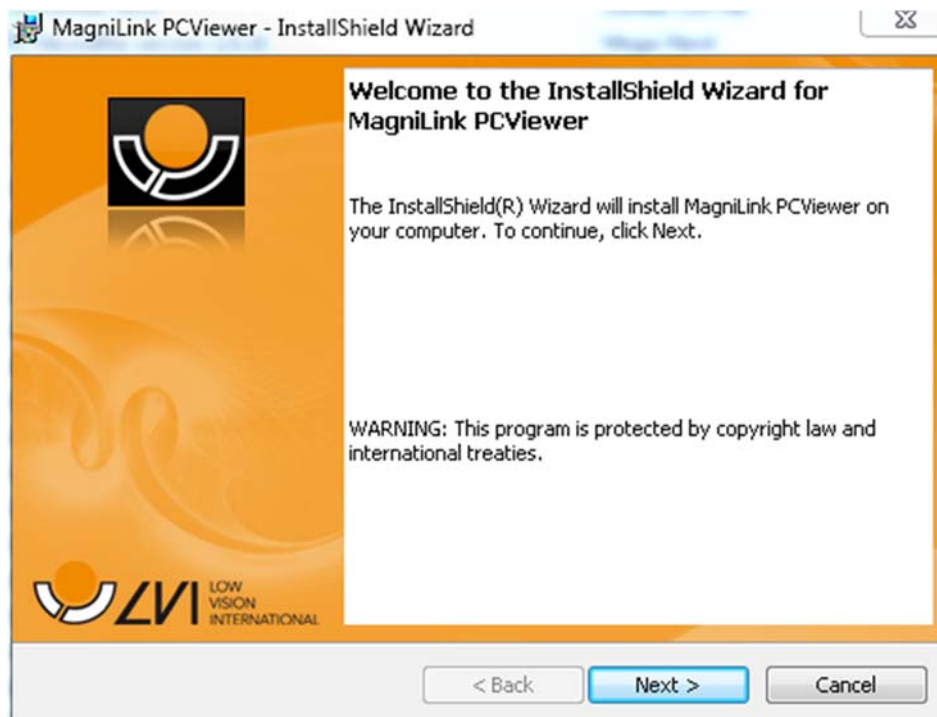 MagniLink PCViewer - InstallShield Wizard
Welcome to the InstallShield Wizard for
MagniLink PCViewer
The InstallShield(R) Wizard will install MagniLink PCViewer on
your computer. To continue, click Next.
WARNING: This program is protected by copyright law and
international treaties.
LVI
LOW
VISION
INTERNATIONAL
< Back
Next >
Cancel